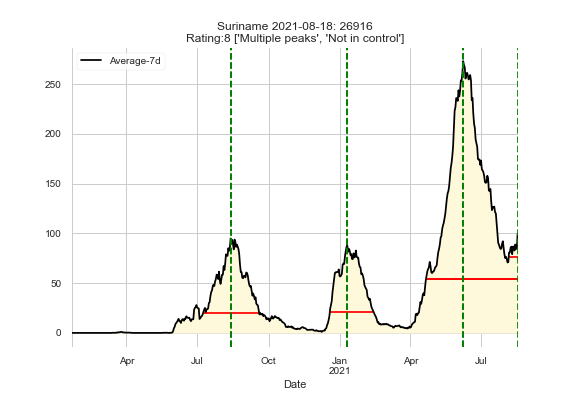 Suriname 2021-08-18: 26916
Rating:8 ['Multiple peaks', 'Not in control']
Average-7d
250
200
150
100
50
0
Apr
Jul
Oct
Jan
2021
Apr
Jul
Date